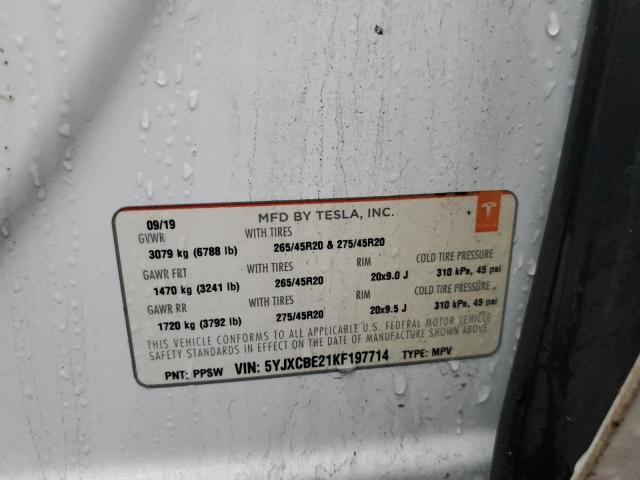 09/19 MFD BY TESLA, INC.
GVWR WITH TIRES
3079 kg (6788 lb) 265/45R20 & 275/45R20
GAWR FRT WITH TIRES RIM COLD TIRE PRESSURE
1470 kg (3241 lb) 265/45R20 20x9.0 J 310 kPa, 45 psi
GAWR RR WITH TIRES RIM COLD TIRE PRESSURE
1720 kg (3792 lb) 275/45R20 20x9.5 J 310 kPa, 45 psi
THIS VEHICLE CONFORMS TO ALL APPLICABLE U.S. FEDERAL MOTOR VEHICLE
SAFETY STANDARDS IN EFFECT ON THE DATE OF MANUFACTURE SHOWN ABOVE.
PNT: PPSW VIN: 5YJXCBE21KF197714 TYPE: MPV
TESLA